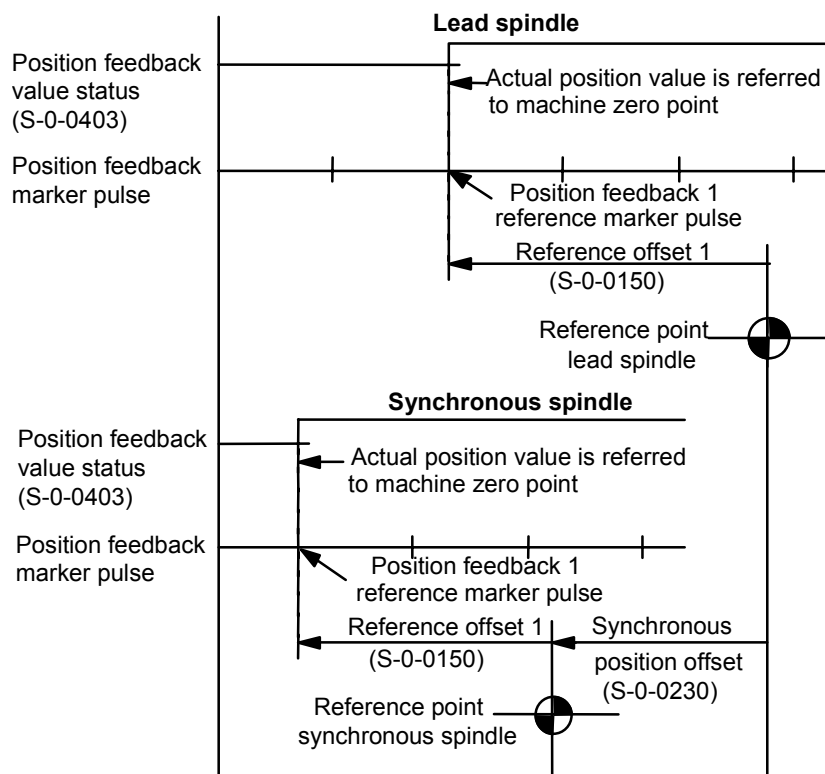 Lead spindle
Position feedback
value status
(S-0-0403)
Actual position value is referred
to machine zero point
Position feedback
marker pulse
Position feedback 1
reference marker pulse
Reference offset 1
(S-0-0150)
Reference point
lead spindle
Synchronous spindle
Position feedback
value status
(S-0-0403)
Actual position value is referred
to machine zero point
Position feedback
marker pulse
Position feedback 1
reference marker pulse
Reference offset 1
(S-0-0150)
Synchronous
position offset
(S-0-0230)
Reference point
synchronous spindle